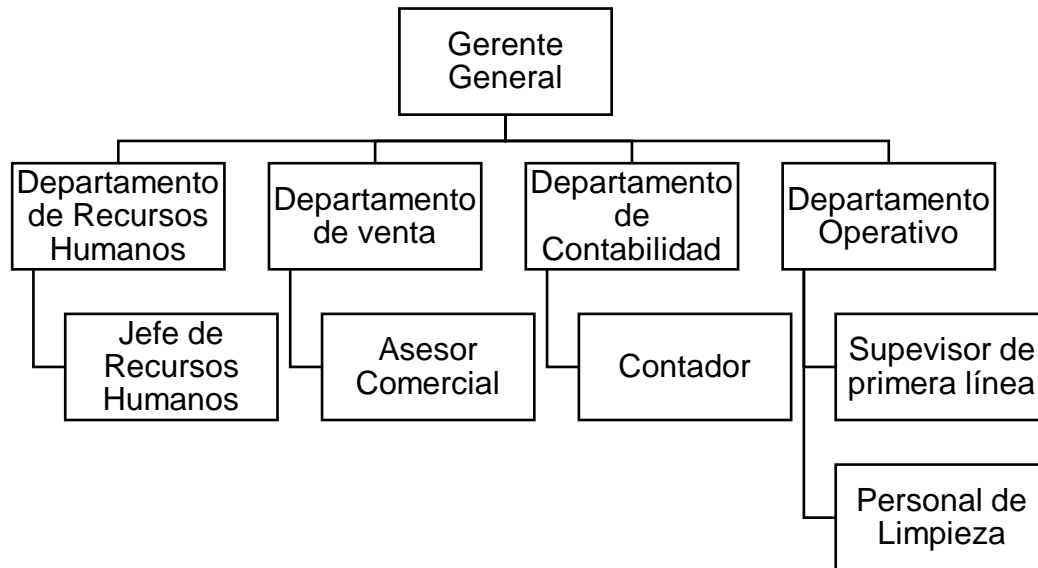 Gerente
General
Departamento
de Recursos
Humanos
Departamento
de venta
Departamento
de
Contabilidad
Departamento
Operativo
Jefe de
Recursos
Humanos
Asesor
Comercial
Contador
Supevisor de
primera línea
Personal de
Limpieza